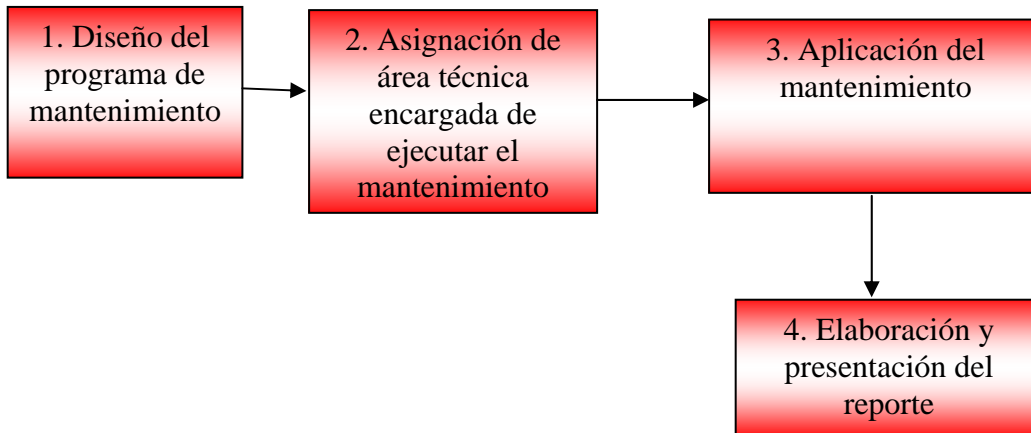 1. Diseño del
programa de
mantenimiento
2. Asignación de
área técnica
encargada de
ejecutar el
mantenimiento
3. Aplicación del
mantenimiento
4. Elaboración y
presentación del
reporte